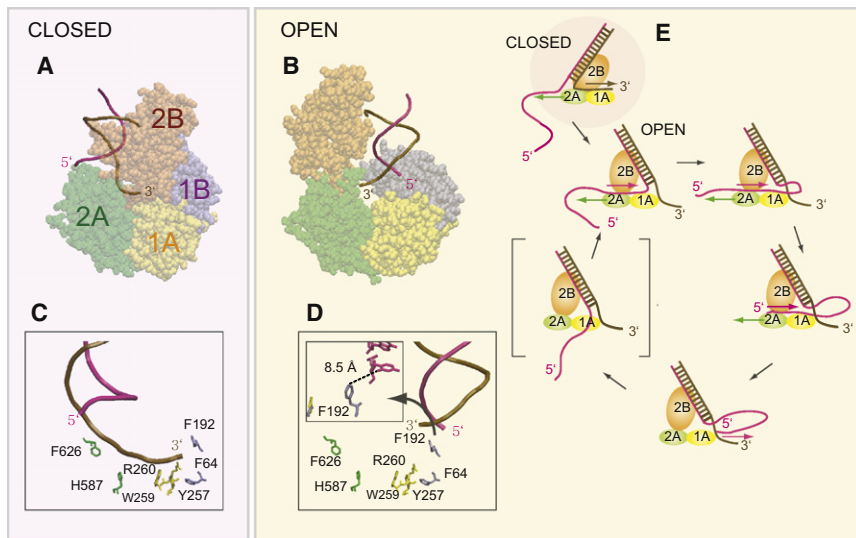 CLOSED
A
2B
5'
3'
1B
2A
1A
C
5'
3'
F192
F626
R260
F64
H587
W259
Y257
OPEN
B
5'
3'
D
8.5 Å
F192
3'
5'
F192
F626
R260
F64
H587
W259
Y257
E
CLOSED
2B
3'
2A
1A
5'
OPEN
2B
2A
1A
5'
3'
2B
5'
2A
1A
3'
2B
5'
2A
1A
3'
2B
5'
2A
1A
3'
2B
2A
1A
3'
5'